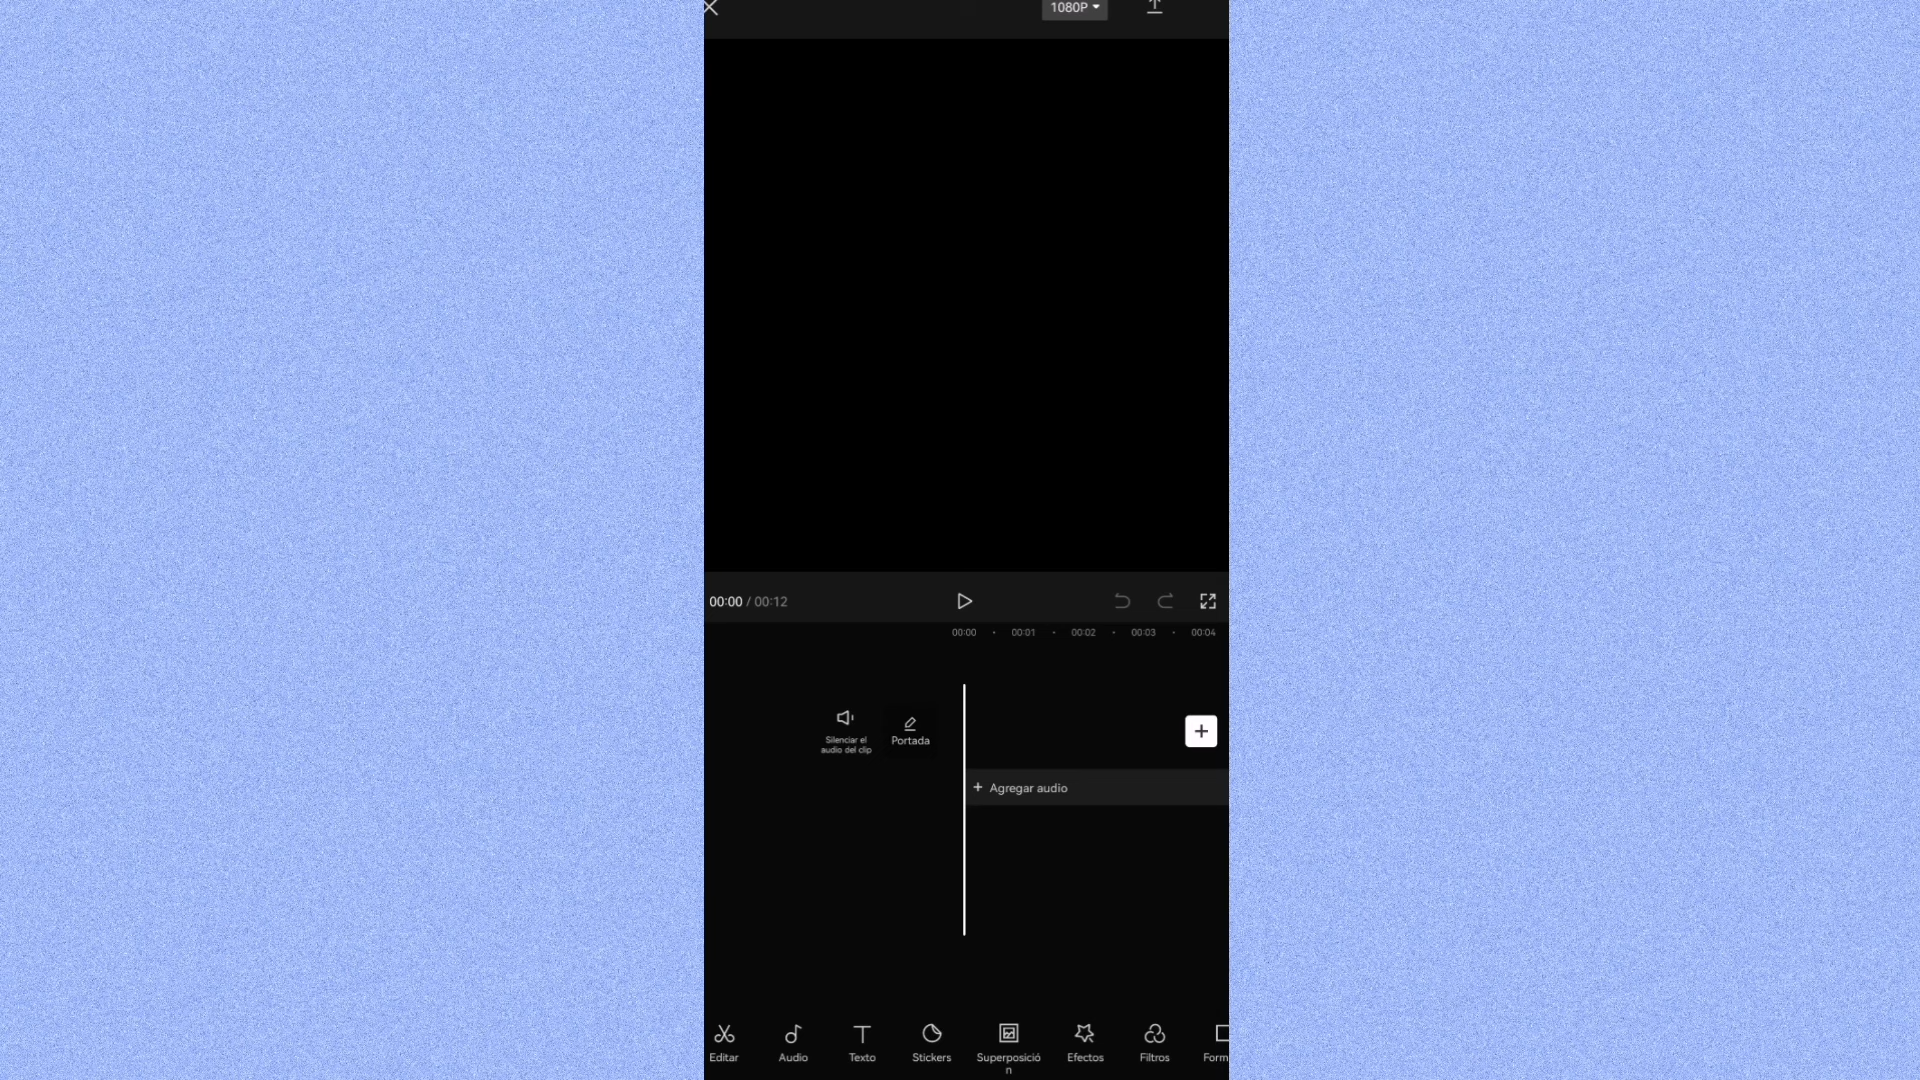 1080P
00:00 / 00:12
00:00 00:01 00:02 00:03 00:04
Silenciar el
audio del clip
Portada
+ Agregar audio
Editar Audio Texto Stickers Superposició
n
Efectos Filtros Form